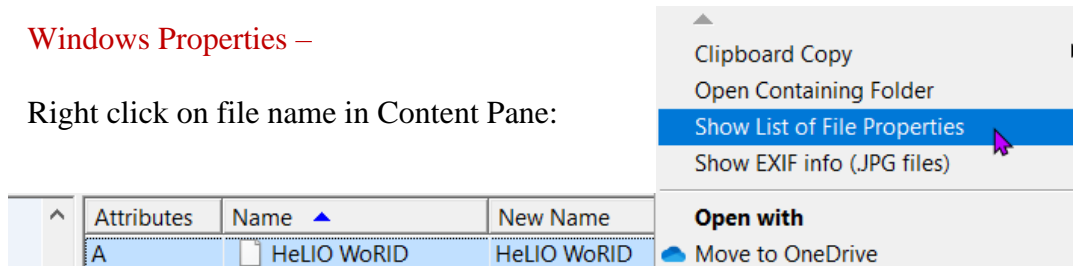 Windows Properties –
Right click on file name in Content Pane:
Clipboard Copy
Open Containing Folder
Show List of File Properties
Show EXIF info (.JPG files)
Open with
Move to OneDrive
Attributes Name New Name
A HeLIO WoRID HeLIO WoRID